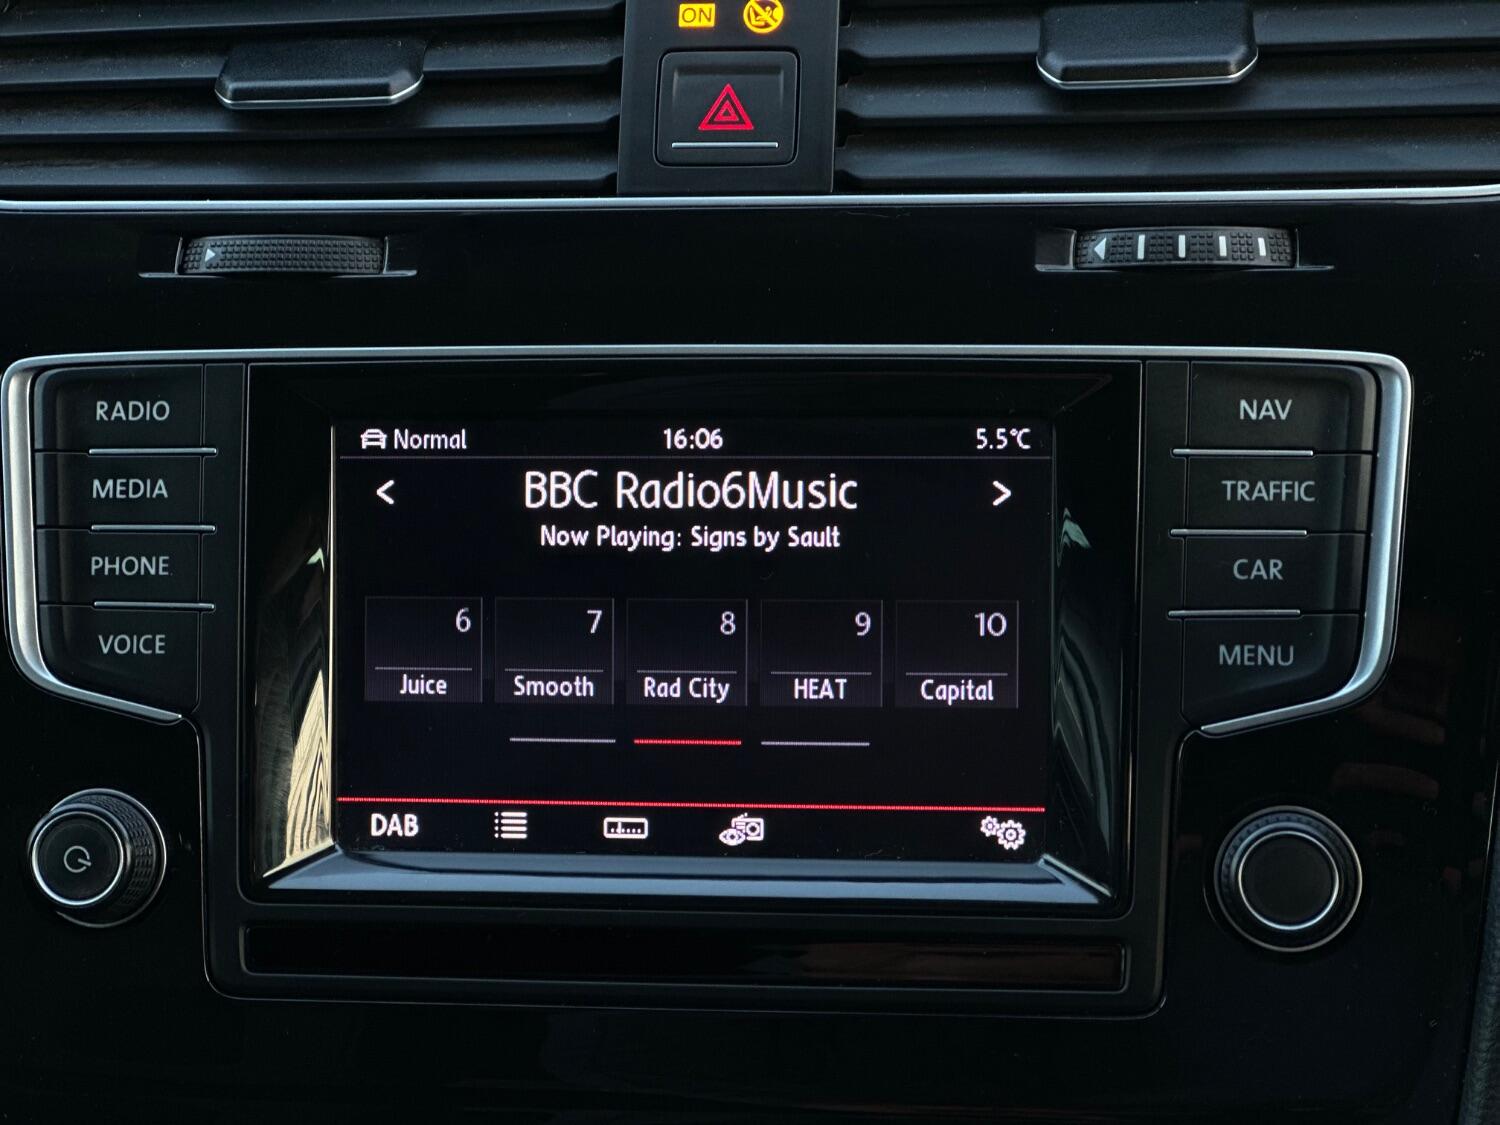 ON
RADIO
MEDIA
PHONE
VOICE
Normal 16:06 5.5°C
< BBC Radio6Music >
Now Playing: Signs by Sault
6 7 8 9 10
Juice Smooth Rad City HEAT Capital
DAB
NAV
TRAFFIC
CAR
MENU